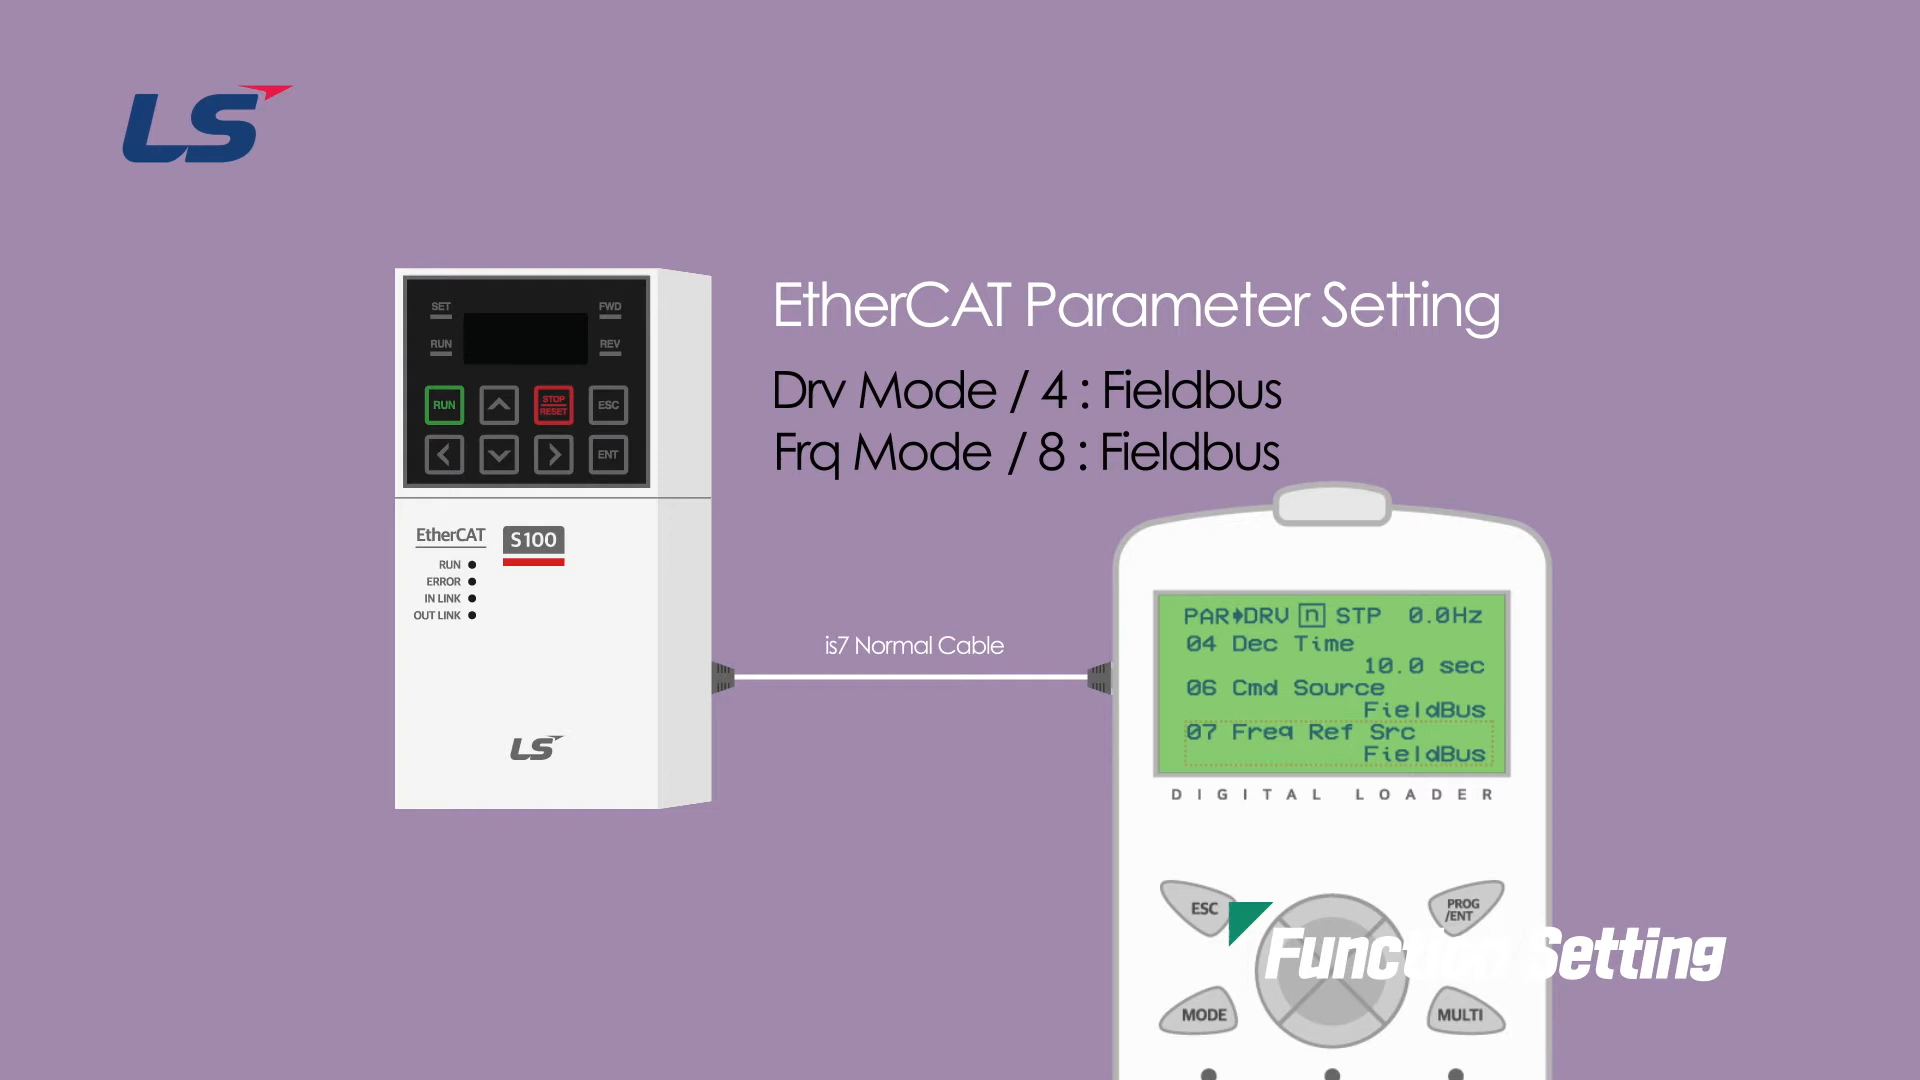 LS
EtherCAT Parameter Setting
Drv Mode / 4 : Fieldbus
Frq Mode / 8 : Fieldbus
SET
FWD
RUN
REV
RUN
STOP
RESET
ESC
ENT
EtherCAT
S100
RUN
ERROR
IN LINK
OUT LINK
LS
is7 Normal Cable
PAR➧DRV n STP 0.0Hz
04 Dec Time
10.0 sec
06 Cmd Source
FieldBus
07 Freq Ref Src
FieldBus
DIGITAL LOADER
ESC
PROG
/ENT
MODE
MULTI
Function Setting